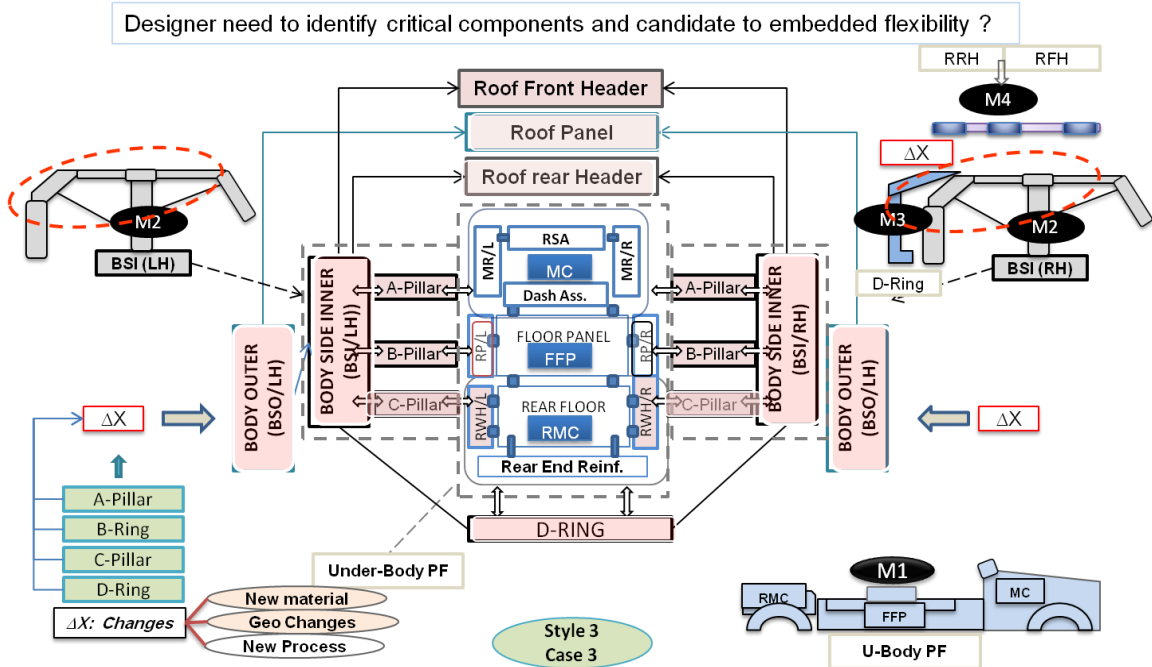 Designer need to identify critical components and candidate to embedded flexibility ?
RRH
RFH
M4
Roof Front Header
Roof Panel
Roof rear Header
ΔX
M2
BSI (LH)
M3
M2
BSI (RH)
D-Ring
MR/L
RSA
MC
MR/R
Dash Ass.
BODY SIDE INNER
(BSI/LH))
A-Pillar
B-Pillar
C-Pillar
RP/L
FLOOR PANEL
FFP
RP/R
RWH/L
REAR FLOOR
RMC
RWH/R
Rear End Reinf.
A-Pillar
B-Pillar
C-Pillar
BODY SIDE INNER
(BSI/RH)
BODY OUTER
(BSO/LH)
BODY OUTER
(BSO/LH)
ΔX
ΔX
A-Pillar
B-Ring
C-Pillar
D-Ring
D-RING
Under-Body PF
ΔX: Changes
New material
Geo Changes
New Process
Style 3
Case 3
M1
RMC
FFP
MC
U-Body PF